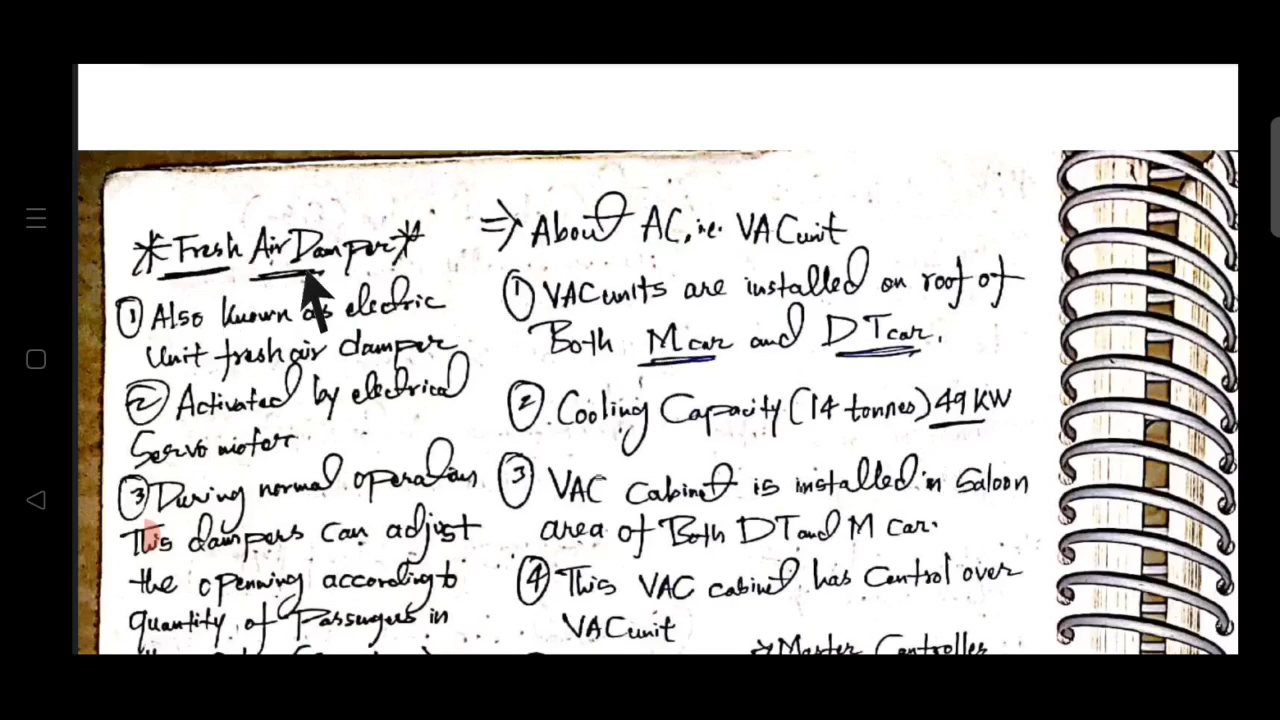 *Fresh Air Damper*
① Also known as electric
Unit fresh air damper
② Activated by electrical
Servo motor
③ During normal operation
This dampers can adjust
the openning according to
quantity of Passengers in
⇒ About AC, i.e. VAC unit
① VAC units are installed on roof of
Both M car and DT car.
② Cooling Capacity (14 tonnes) 49 KW
③ VAC Cabinet is installed in Saloon
area of Both DT and M car.
④ This VAC cabinet has Control over
VAC unit
→ Master Controller